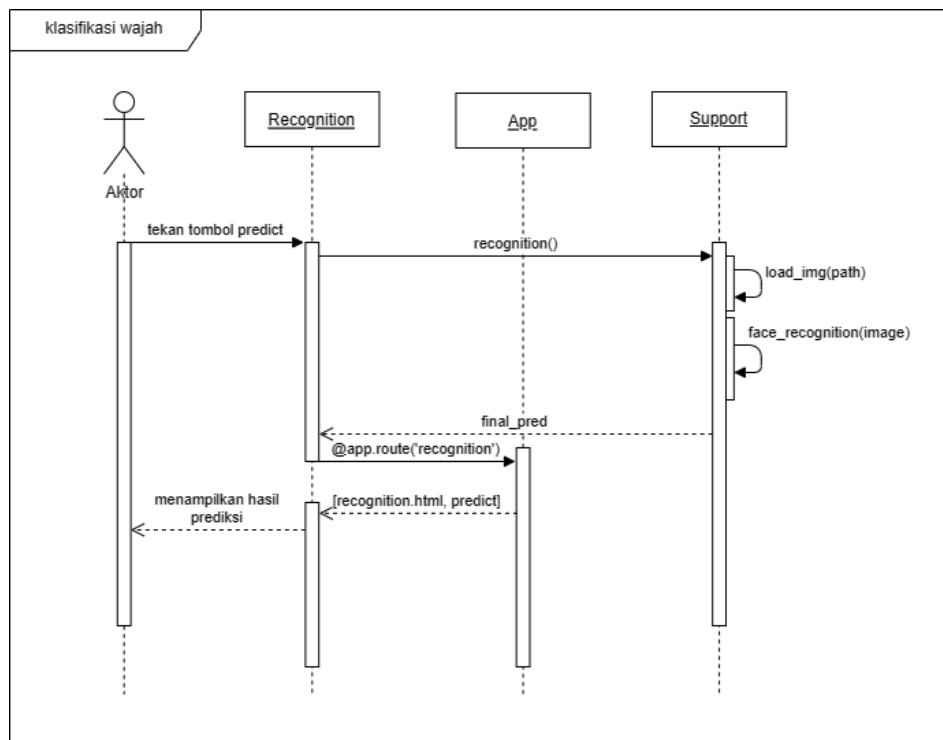 klasifikasi wajah
Recognition
App
Support
Aktor
tekan tombol predict
recognition()
load_img(path)
face_recognition(image)
final_pred
@app.route('recognition')
[recognition.html, predict]
menampilkan hasil
prediksi